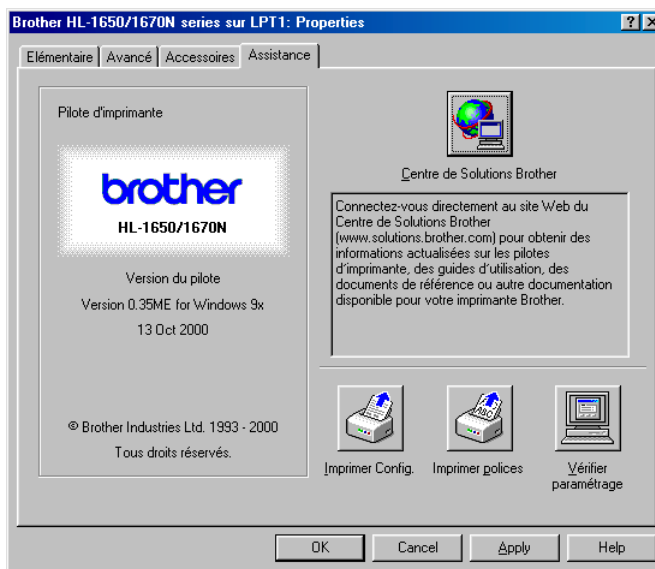 Brother HL-1650/1670N series sur LPT1: Properties
Elémentaire
Avancé
Accessoires
Assistance
Pilote d'imprimante
brother
HL-1650/1670N
Version du pilote
Version 0.35ME for Windows 9x
13 Oct 2000
© Brother Industries Ltd. 1993 - 2000
Tous droits réservés.
Centre de Solutions Brother
Connectez-vous directement au site Web du
Centre de Solutions Brother
(www.solutions.brother.com) pour obtenir des
informations actualisées sur les pilotes
d'imprimante, des guides d'utilisation, des
documents de référence ou autre documentation
disponible pour votre imprimante Brother.
Imprimer Config.
Imprimer polices
Vérifier
paramétrage
OK
Cancel
Apply
Help